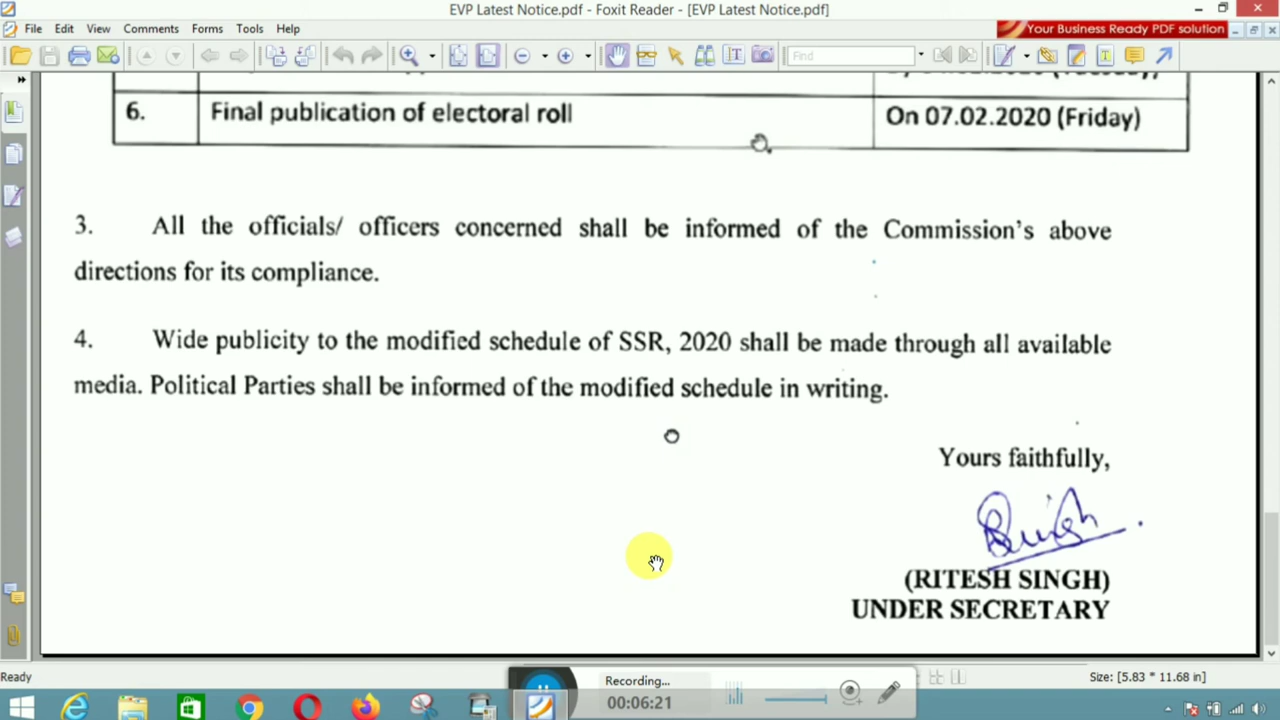 EVP Latest Notice.pdf - Foxit Reader - [EVP Latest Notice.pdf]
File Edit View Comments Forms Tools Help
Your Business Ready PDF solution
Find
6. Final publication of electoral roll On 07.02.2020 (Friday)
3. All the officials/ officers concerned shall be informed of the Commission's above
directions for its compliance.
4. Wide publicity to the modified schedule of SSR, 2020 shall be made through all available
media. Political Parties shall be informed of the modified schedule in writing.
Yours faithfully,
(RITESH SINGH)
UNDER SECRETARY
Ready
Recording...
00:06:21
Size: [5.83 * 11.68 in]